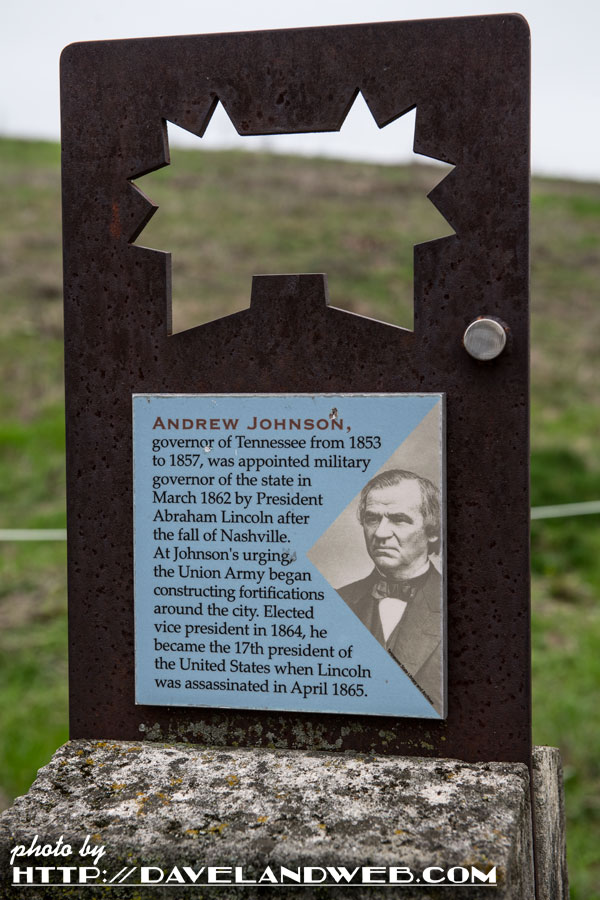 ANDREW JOHNSON,
governor of Tennessee from 1853
to 1857, was appointed military
governor of the state in
March 1862 by President
Abraham Lincoln after
the fall of Nashville.
At Johnson's urging,
the Union Army began
constructing fortifications
around the city. Elected
vice president in 1864, he
became the 17th president of
the United States when Lincoln
was assassinated in April 1865.
photo by
HTTP://DAVELANDWEB.COM